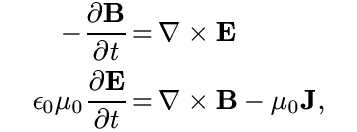 −∂𝐁/∂t = ∇ × 𝐄
ϵ₀μ₀ ∂𝐄/∂t = ∇ × 𝐁 − μ₀𝐉,